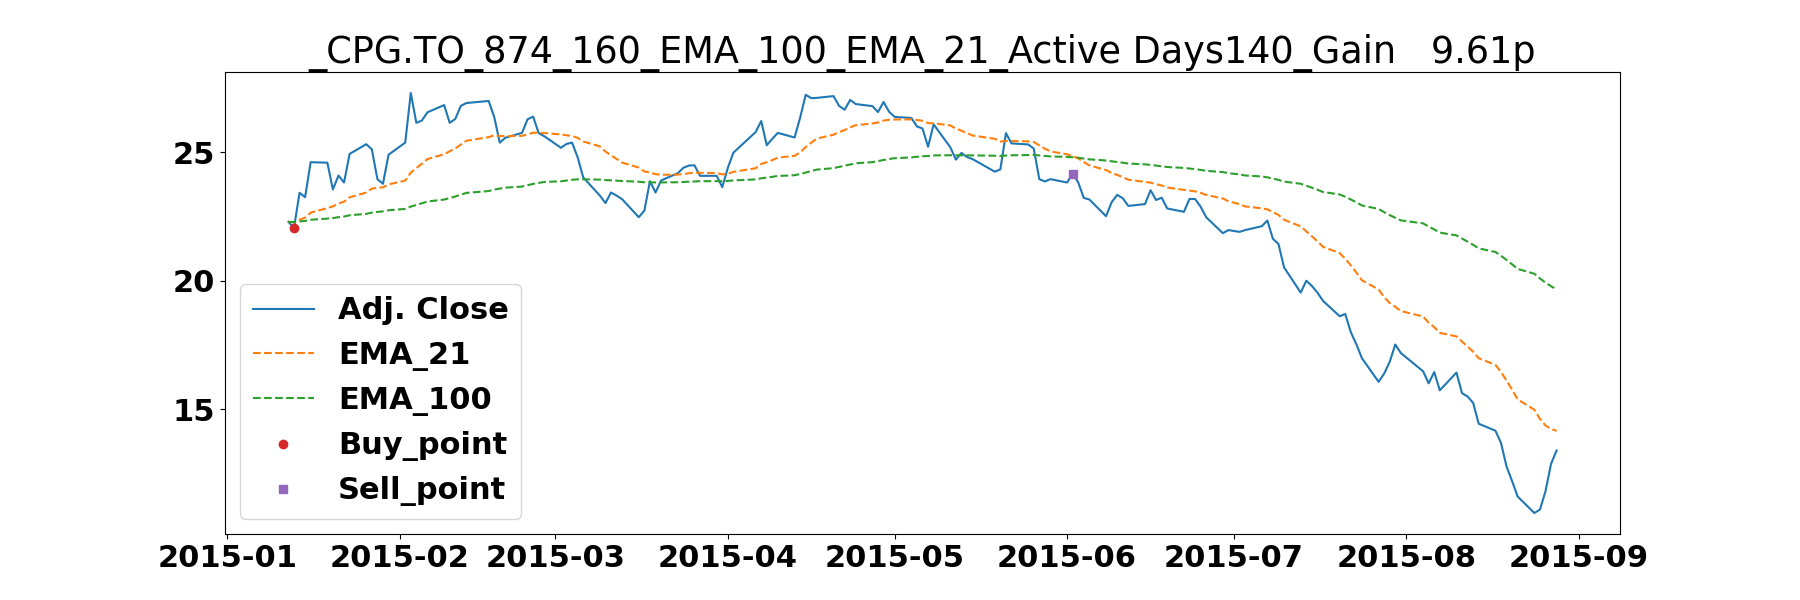 _CPG.TO_874_160_EMA_100_EMA_21_Active Days140_Gain   9.61p
25
20
15
Adj. Close
EMA_21
EMA_100
Buy_point
Sell_point
2015-01 2015-02 2015-03 2015-04 2015-05 2015-06 2015-07 2015-08 2015-09